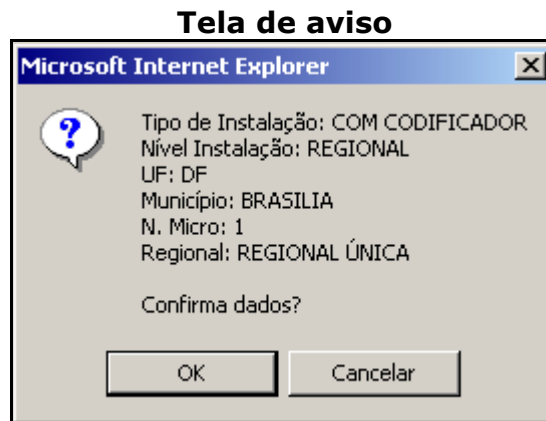 Tela de aviso
Microsoft Internet Explorer
Tipo de Instalação: COM CODIFICADOR
Nível Instalação: REGIONAL
UF: DF
Município: BRASILIA
N. Micro: 1
Regional: REGIONAL ÚNICA
Confirma dados?
OK
Cancelar